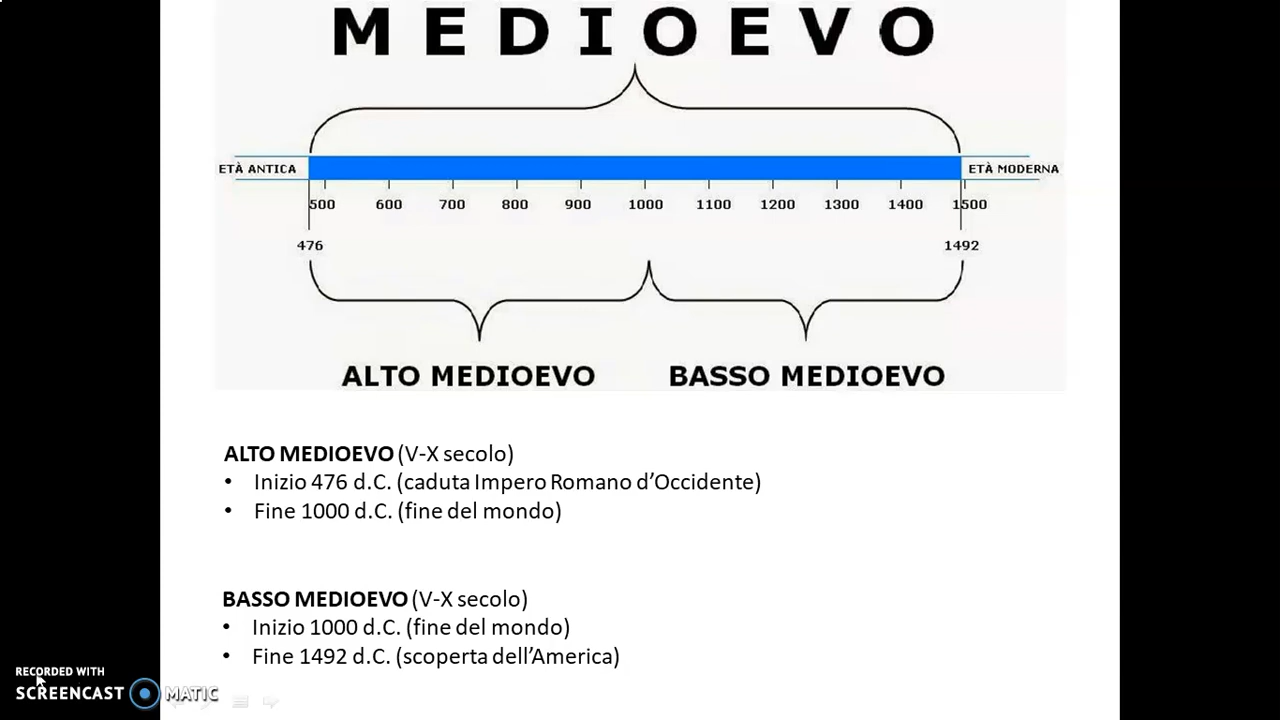 MEDIOEVO
ETÀ ANTICA ETÀ MODERNA
500 600 700 800 900 1000 1100 1200 1300 1400 1500
476 1492
ALTO MEDIOEVO BASSO MEDIOEVO
ALTO MEDIOEVO (V-X secolo)
• Inizio 476 d.C. (caduta Impero Romano d’Occidente)
• Fine 1000 d.C. (fine del mondo)
BASSO MEDIOEVO (V-X secolo)
• Inizio 1000 d.C. (fine del mondo)
• Fine 1492 d.C. (scoperta dell’America)
RECORDED WITH
SCREENCAST MATIC